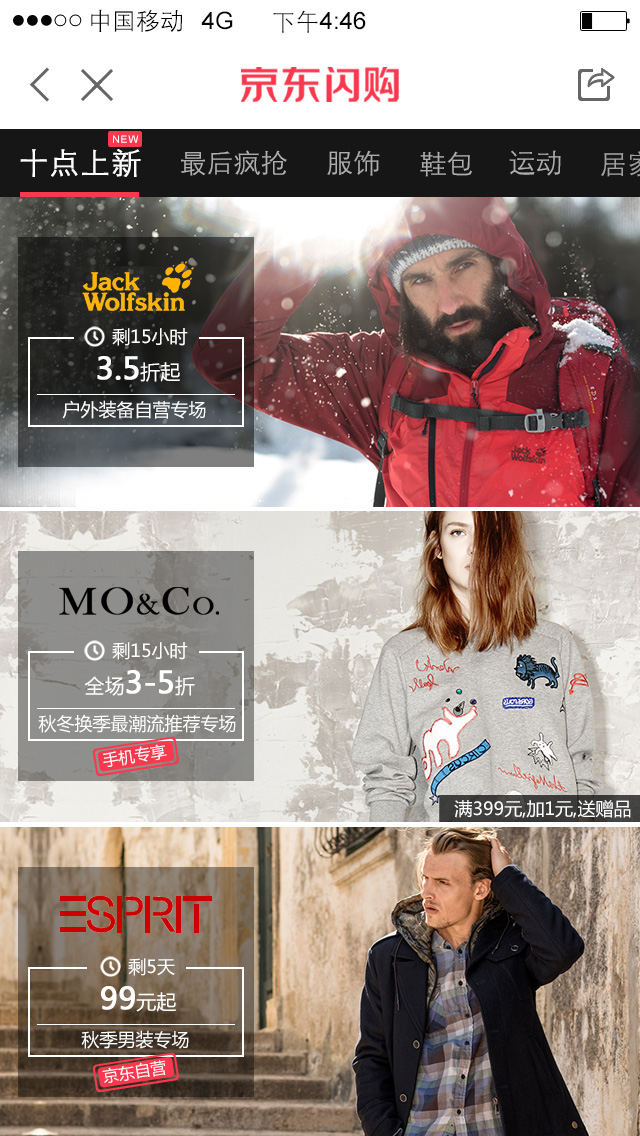 中国移动 4G 下午4:46
京东闪购
NEW
十点上新 最后疯抢 服饰 鞋包 运动 居家
Jack
Wolfskin
剩15小时
3.5折起
户外装备自营专场
Jack
Wolfskin
MO&Co.
剩15小时
全场3-5折
秋冬换季最潮流推荐专场
手机专享
满399元,加1元,送赠品
ESPRIT
剩5天
99元起
秋季男装专场
京东自营